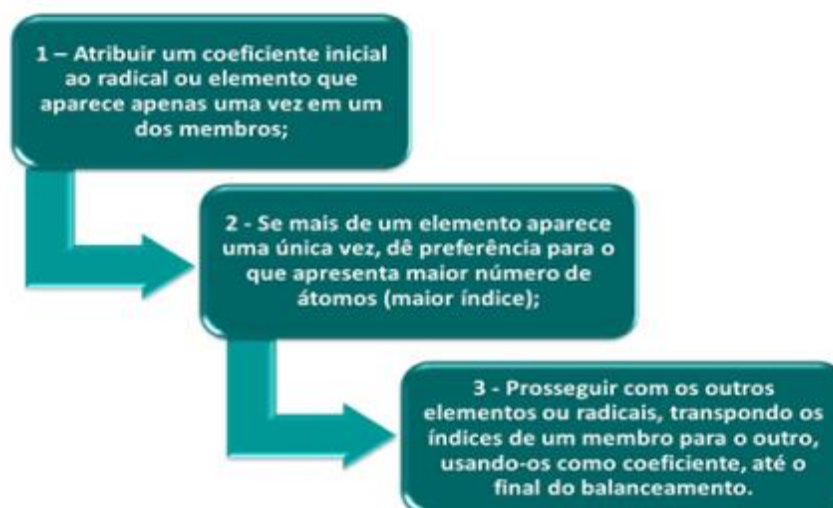 1 – Atribuir um coeficiente inicial
ao radical ou elemento que
aparece apenas uma vez em um
dos membros;
2 - Se mais de um elemento aparece
uma única vez, dê preferência para o
que apresenta maior número de
átomos (maior índice);
3 - Prosseguir com os outros
elementos ou radicais, transpondo os
índices de um membro para o outro,
usando-os como coeficiente, até o
final do balanceamento.